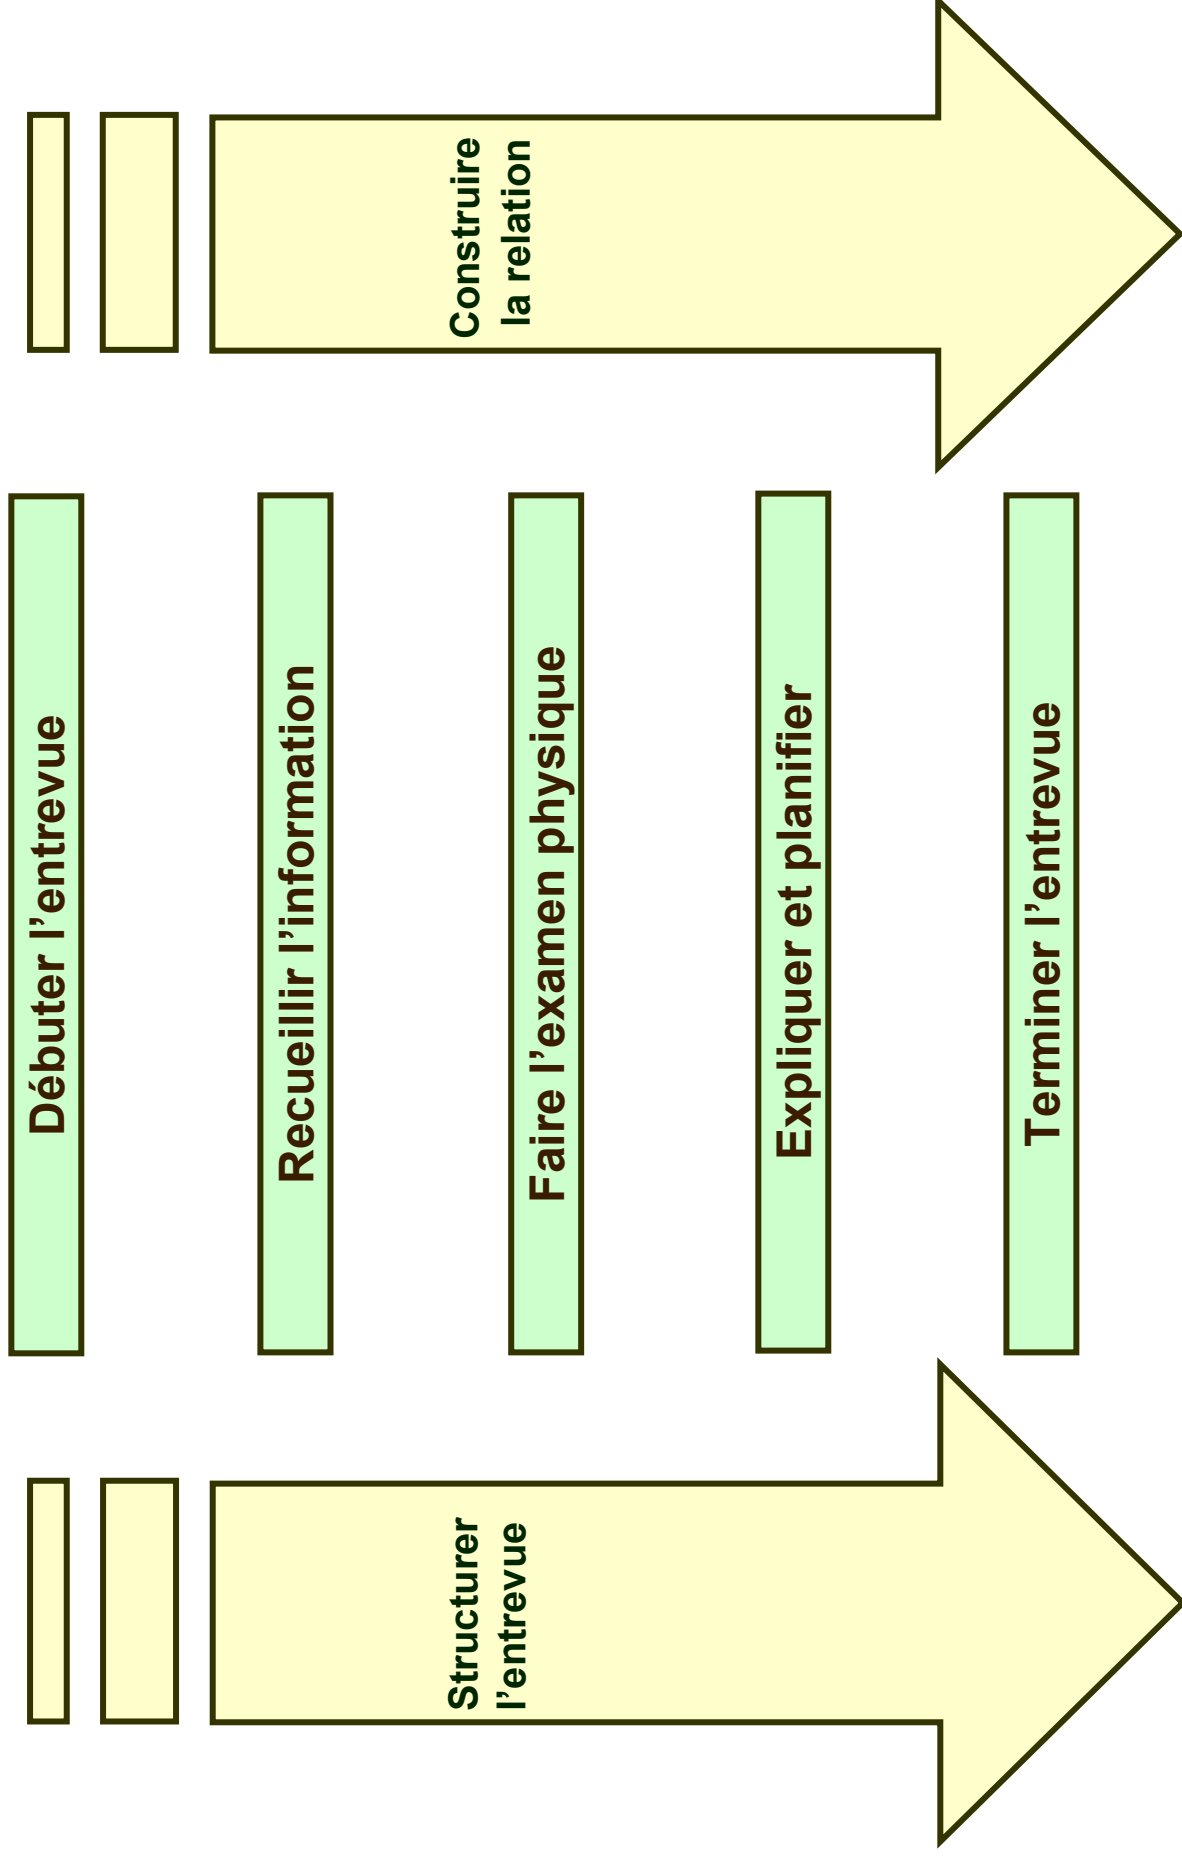 Structurer
l’entrevue
Débuter l’entrevue
Recueillir l’information
Faire l’examen physique
Expliquer et planifier
Terminer l’entrevue
Construire
la relation